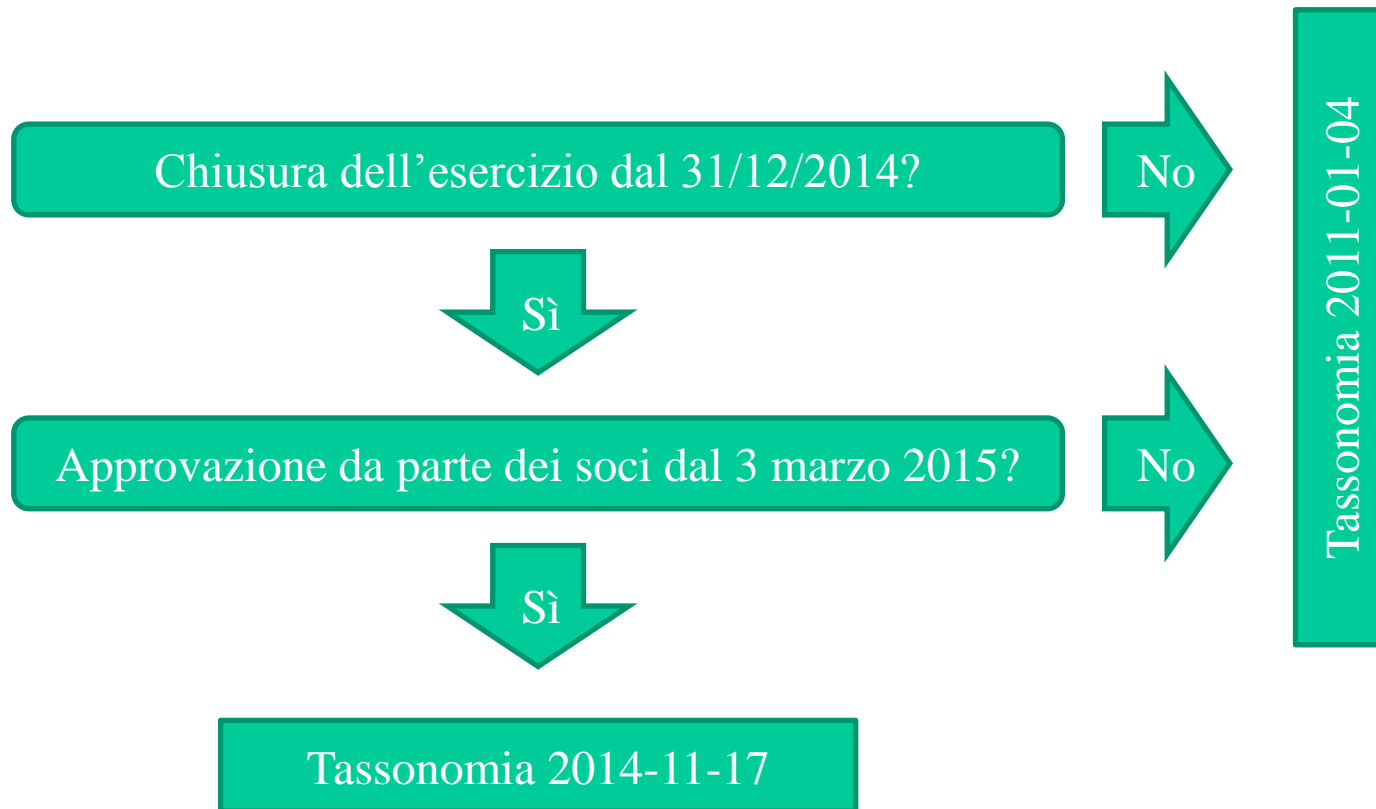 Chiusura dell’esercizio dal 31/12/2014?
No
Sì
Approvazione da parte dei soci dal 3 marzo 2015?
No
Sì
Tassonomia 2014-11-17
Tassonomia 2011-01-04